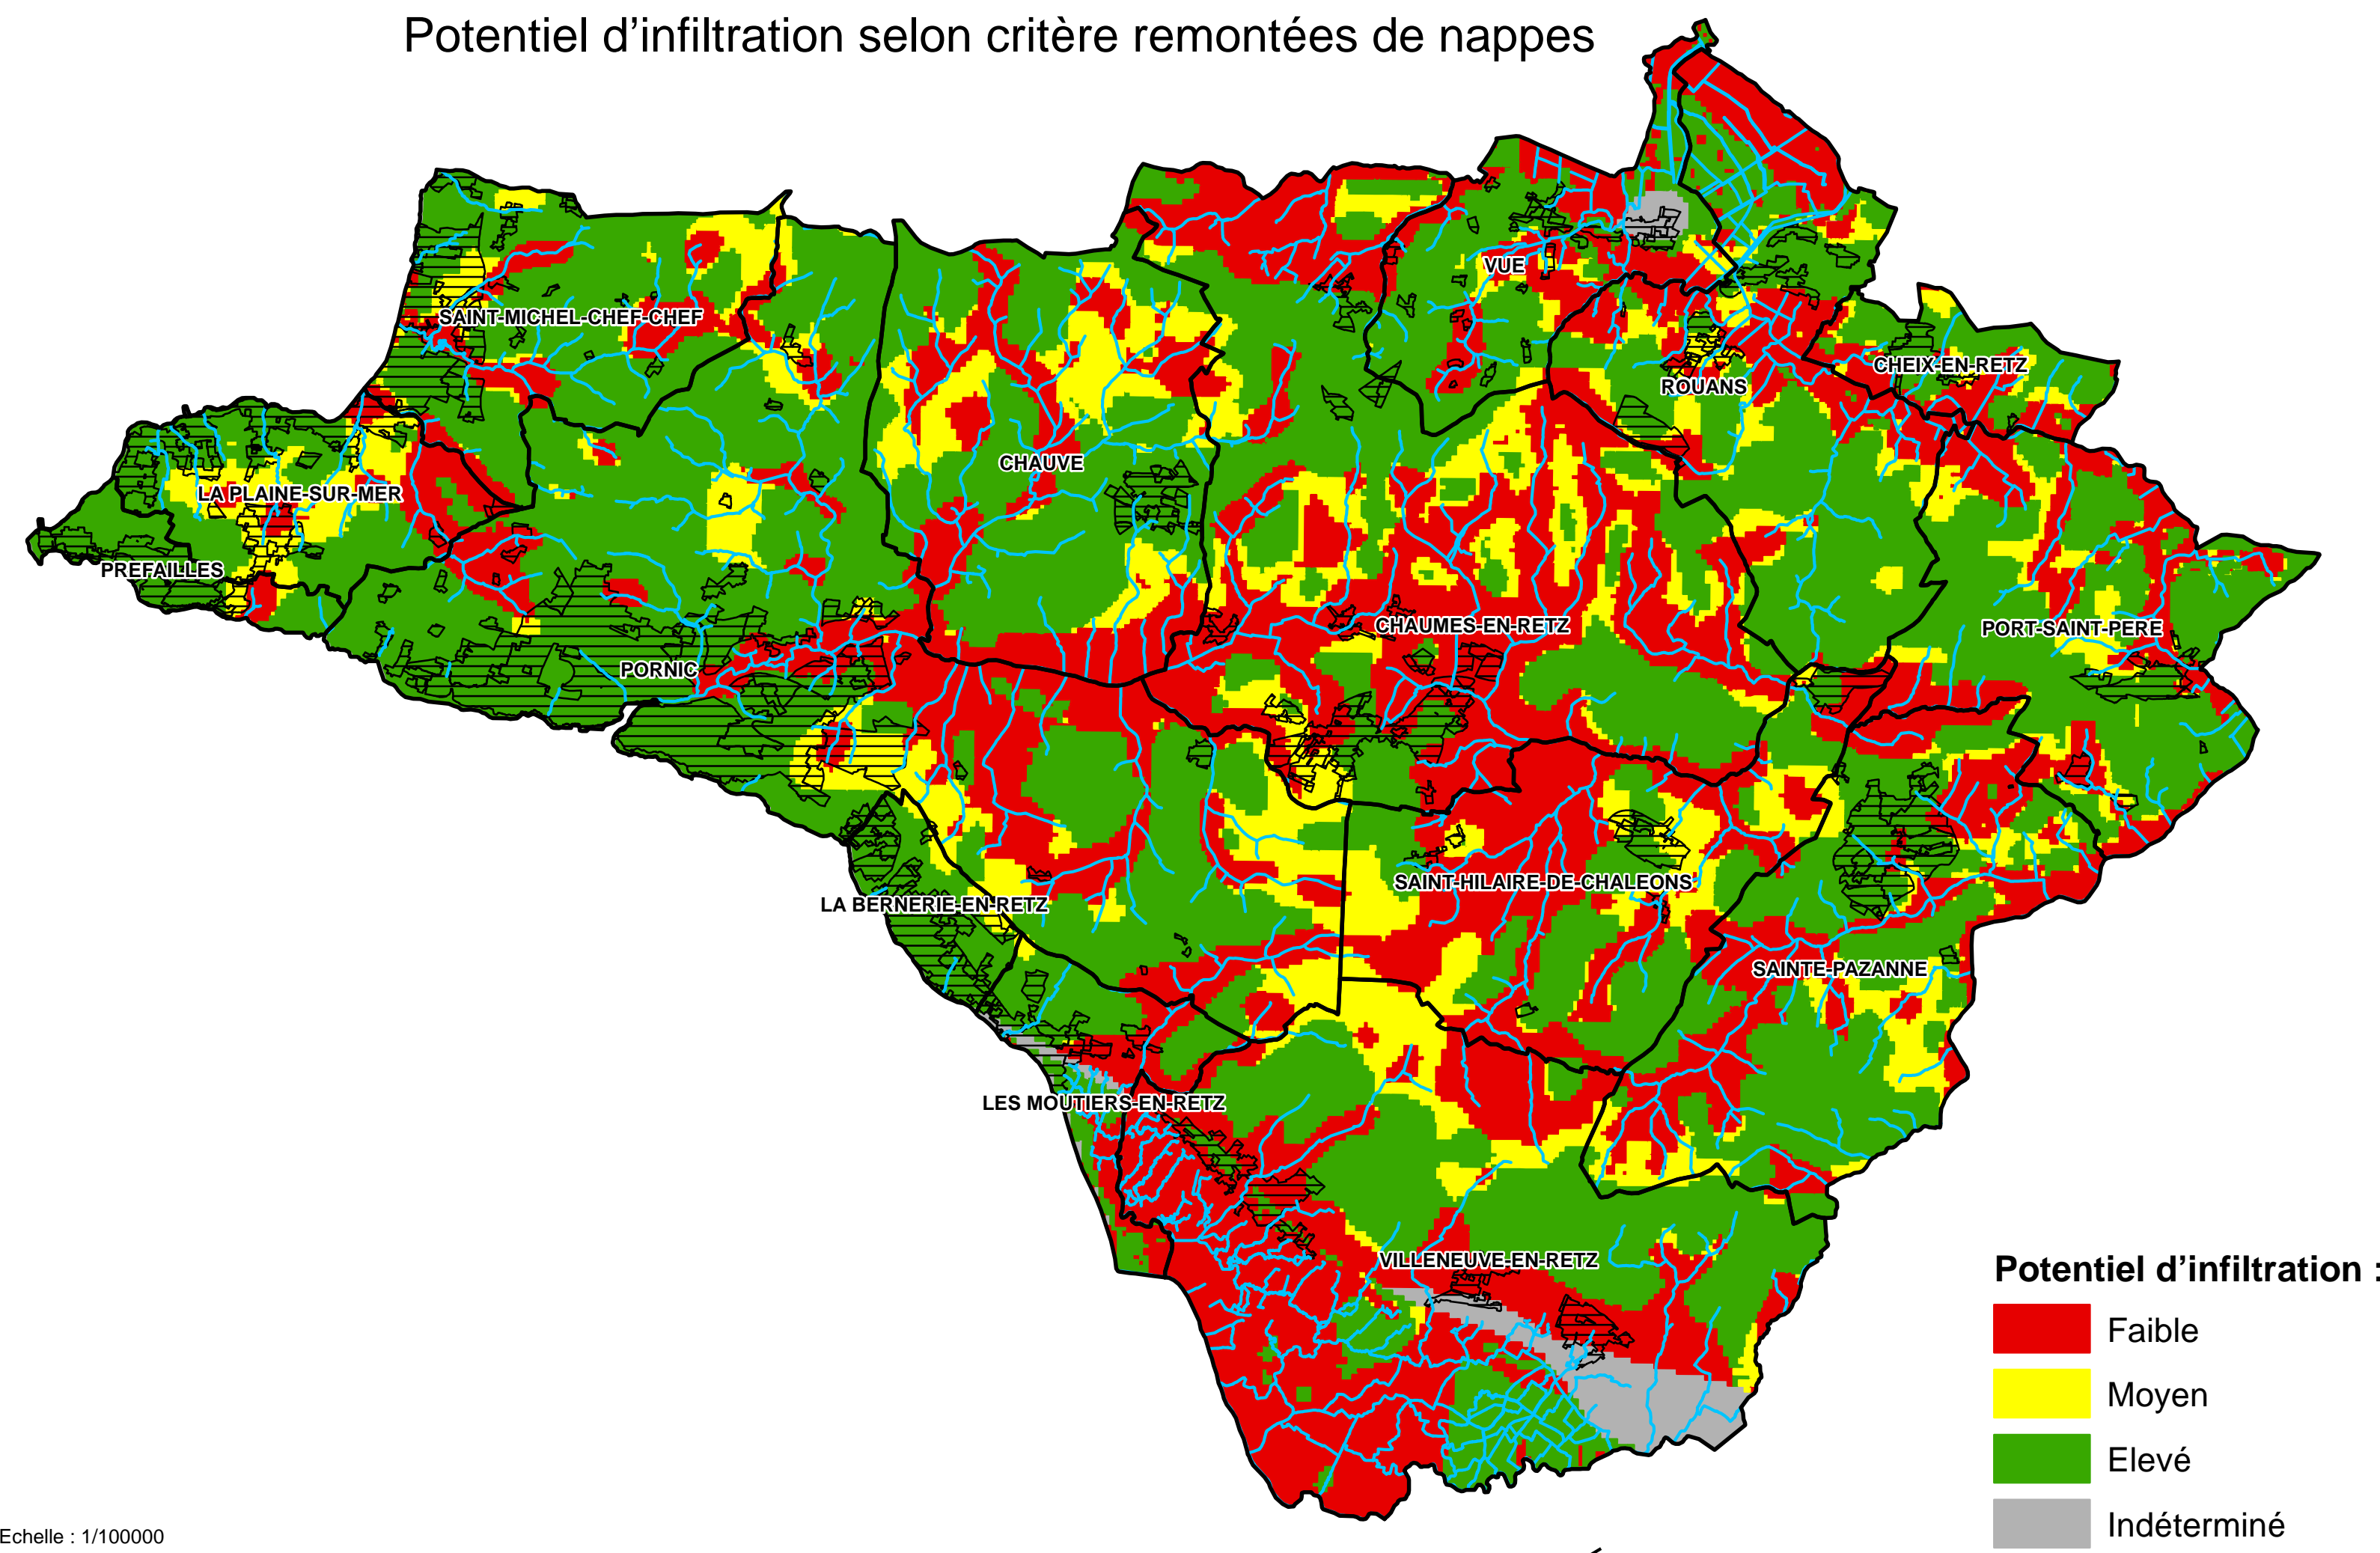 Potentiel d'infiltration selon critère remontées de nappes
VUE
SAINT-MICHEL-CHEF-CHEF
CHEIX-EN-RETZ
ROUANS
CHAUVE
LA PLAINE-SUR-MER
PREFAILLES
CHAUMES-EN-RETZ
PORT-SAINT-PERE
PORNIC
SAINT-HILAIRE-DE-CHALEONS
LA BERNERIE-EN-RETZ
SAINTE-PAZANNE
LES MOUTIERS-EN-RETZ
VILLENEUVE-EN-RETZ
Potentiel d'infiltration :
Faible
Moyen
Elevé
Indéterminé
Echelle : 1/100000